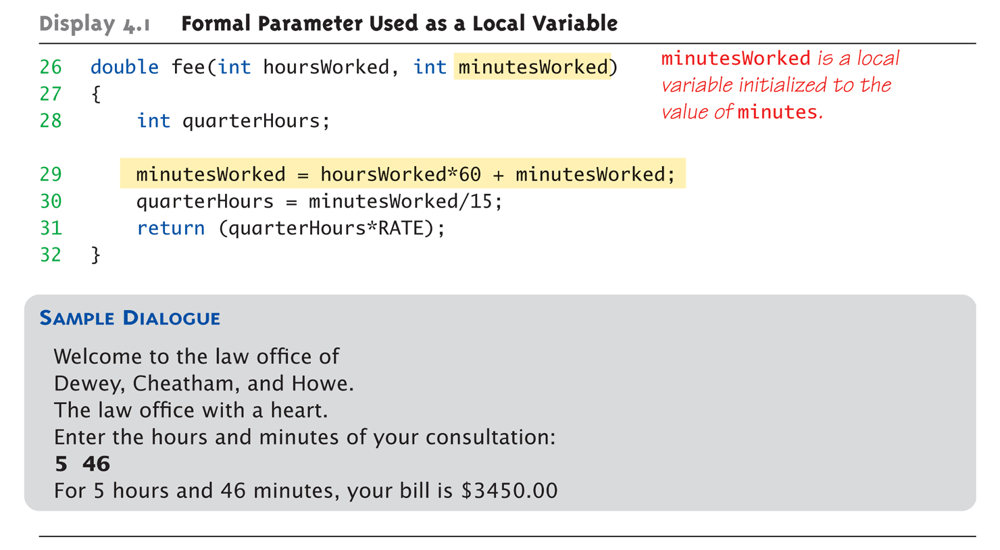 Display 4.1 Formal Parameter Used as a Local Variable
26 double fee(int hoursWorked, int minutesWorked)
minutesWorked is a local
variable initialized to the
value of minutes.
27 {
28 int quarterHours;
29 minutesWorked = hoursWorked*60 + minutesWorked;
30 quarterHours = minutesWorked/15;
31 return (quarterHours*RATE);
32 }
SAMPLE DIALOGUE
Welcome to the law office of
Dewey, Cheatham, and Howe.
The law office with a heart.
Enter the hours and minutes of your consultation:
5 46
For 5 hours and 46 minutes, your bill is $3450.00